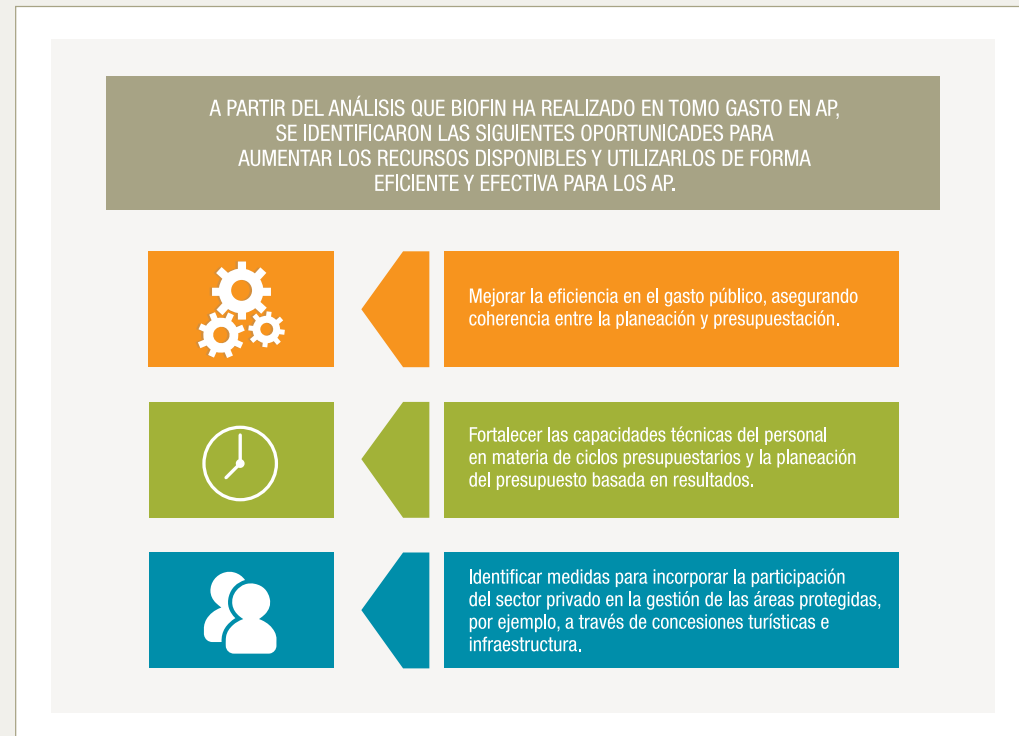 A PARTIR DEL ANÁLISIS QUE BIOFIN HA REALIZADO EN TOMO GASTO EN AP,
SE IDENTIFICARON LAS SIGUIENTES OPORTUNICADES PARA
AUMENTAR LOS RECURSOS DISPONIBLES Y UTILIZARLOS DE FORMA
EFICIENTE Y EFECTIVA PARA LOS AP.
Mejorar la eficiencia en el gasto público, asegurando
coherencia entre la planeación y presupuestación.
Fortalecer las capacidades técnicas del personal
en materia de ciclos presupuestarios y la planeación
del presupuesto basada en resultados.
Identificar medidas para incorporar la participación
del sector privado en la gestión de las áreas protegidas,
por ejemplo, a través de concesiones turísticas e
infraestructura.